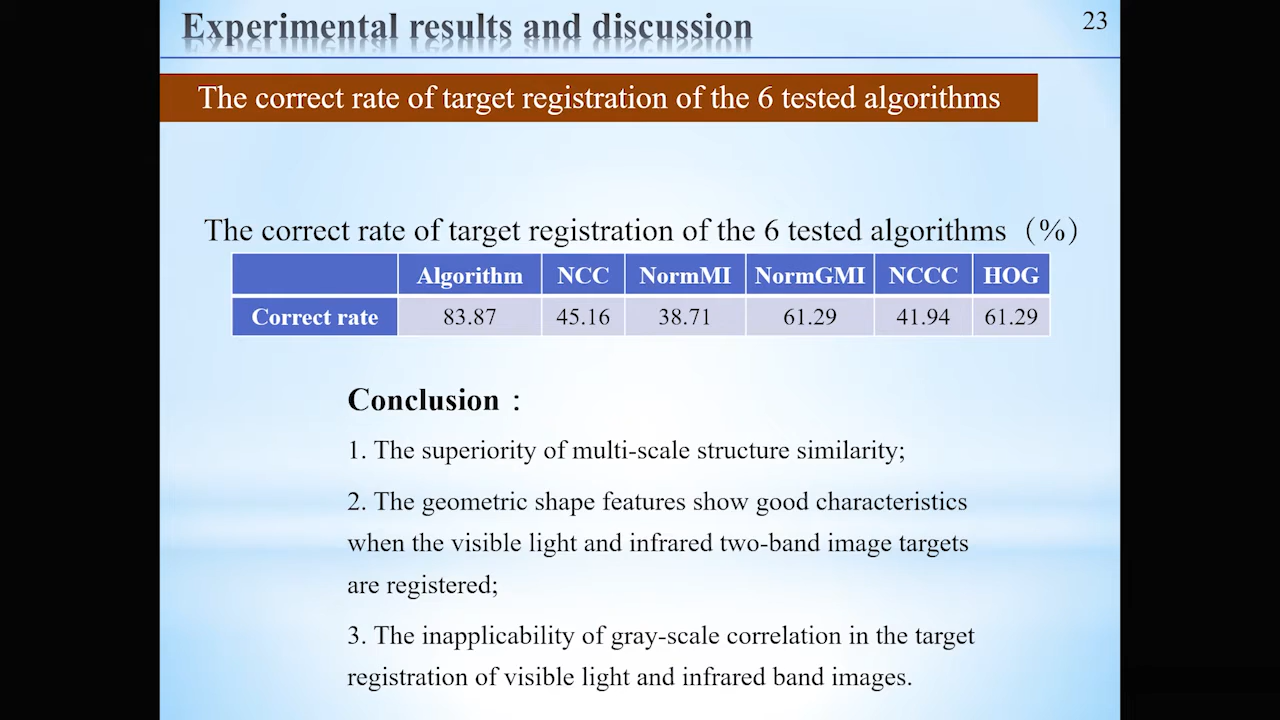 Experimental results and discussion
23
The correct rate of target registration of the 6 tested algorithms
The correct rate of target registration of the 6 tested algorithms（%）
Algorithm NCC NormMI NormGMI NCCC HOG
Correct rate 83.87 45.16 38.71 61.29 41.94 61.29
Conclusion：
1. The superiority of multi-scale structure similarity;
2. The geometric shape features show good characteristics
when the visible light and infrared two-band image targets
are registered;
3. The inapplicability of gray-scale correlation in the target
registration of visible light and infrared band images.